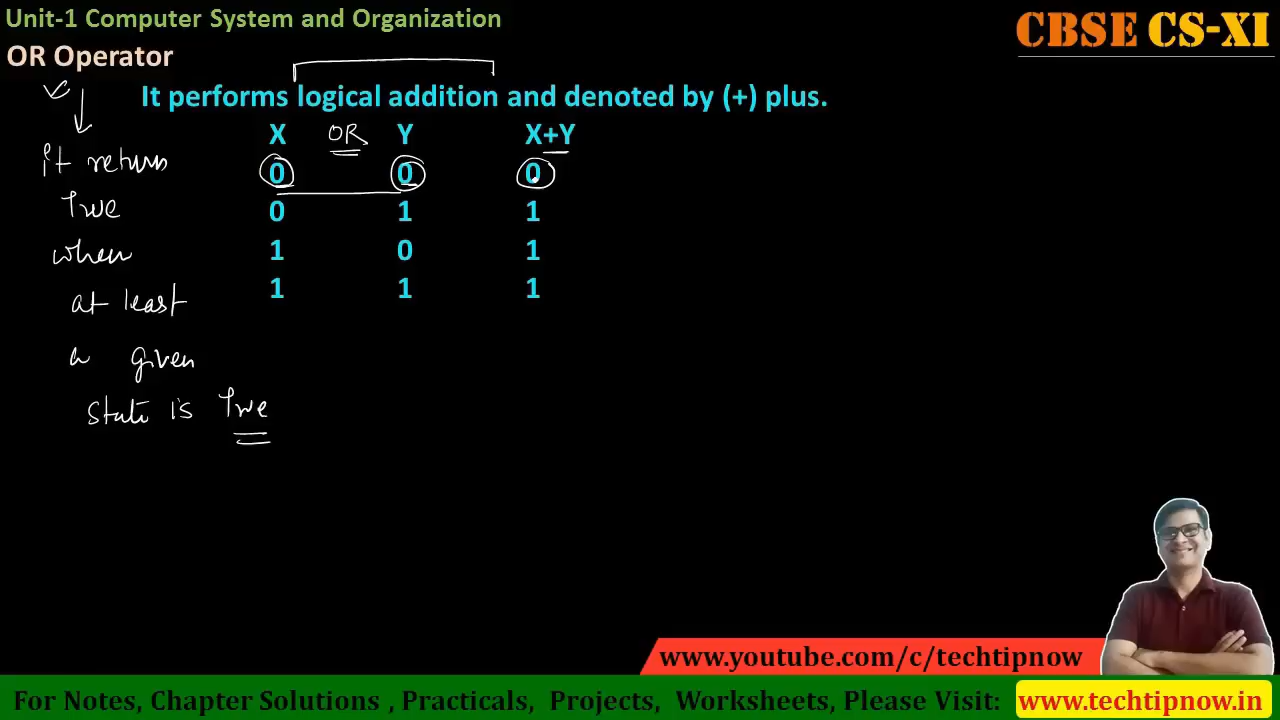 Unit-1 Computer System and Organization
CBSE CS-XI
OR Operator
It performs logical addition and denoted by (+) plus.
X OR Y X+Y
0 0 0
0 1 1
1 0 1
1 1 1
it return
True
when
at least
a given
state is True
www.youtube.com/c/techtipnow
For Notes, Chapter Solutions , Practicals, Projects, Worksheets, Please Visit: www.techtipnow.in